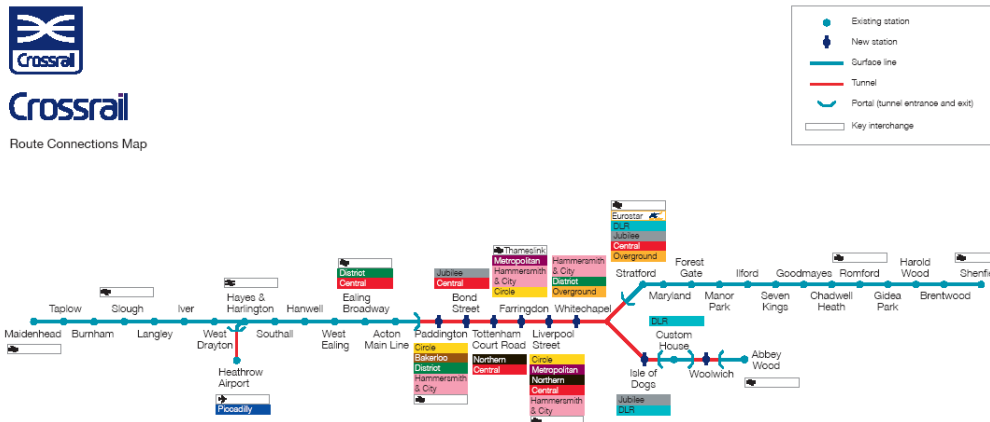 Crossrail
Crossrail
Route Connections Map
Existing station
New station
Surface line
Tunnel
Portal (tunnel entrance and exit)
Key interchange
Maidenhead
Taplow
Burnham
Slough
Langley
Iver
West
Drayton
Hayes &
Harlington
Heathrow
Airport
Piccadilly
Southall
Hanwell
West
Ealing
District
Central
Ealing
Broadway
Acton
Main Line
Paddington
Circle
Bakerloo
District
Hammersmith
& City
Jubilee
Central
Bond
Street
Tottenham
Court Road
Northern
Central
Thameslink
Metropolitan
Hammersmith
& City
Circle
Farringdon
Liverpool
Street
Circle
Metropolitan
Northern
Central
Hammersmith
& City
Hammersmith
& City
District
Overground
Whitechapel
Eurostar
DLR
Jubilee
Central
Overground
Stratford
Maryland
Forest
Gate
Manor
Park
Ilford
Seven
Kings
Goodmayes
Chadwell
Heath
Romford
Gidea
Park
Harold
Wood
Brentwood
Shenfie
Isle of
Dogs
Jubilee
DLR
DLR
Custom
House
Woolwich
Abbey
Wood